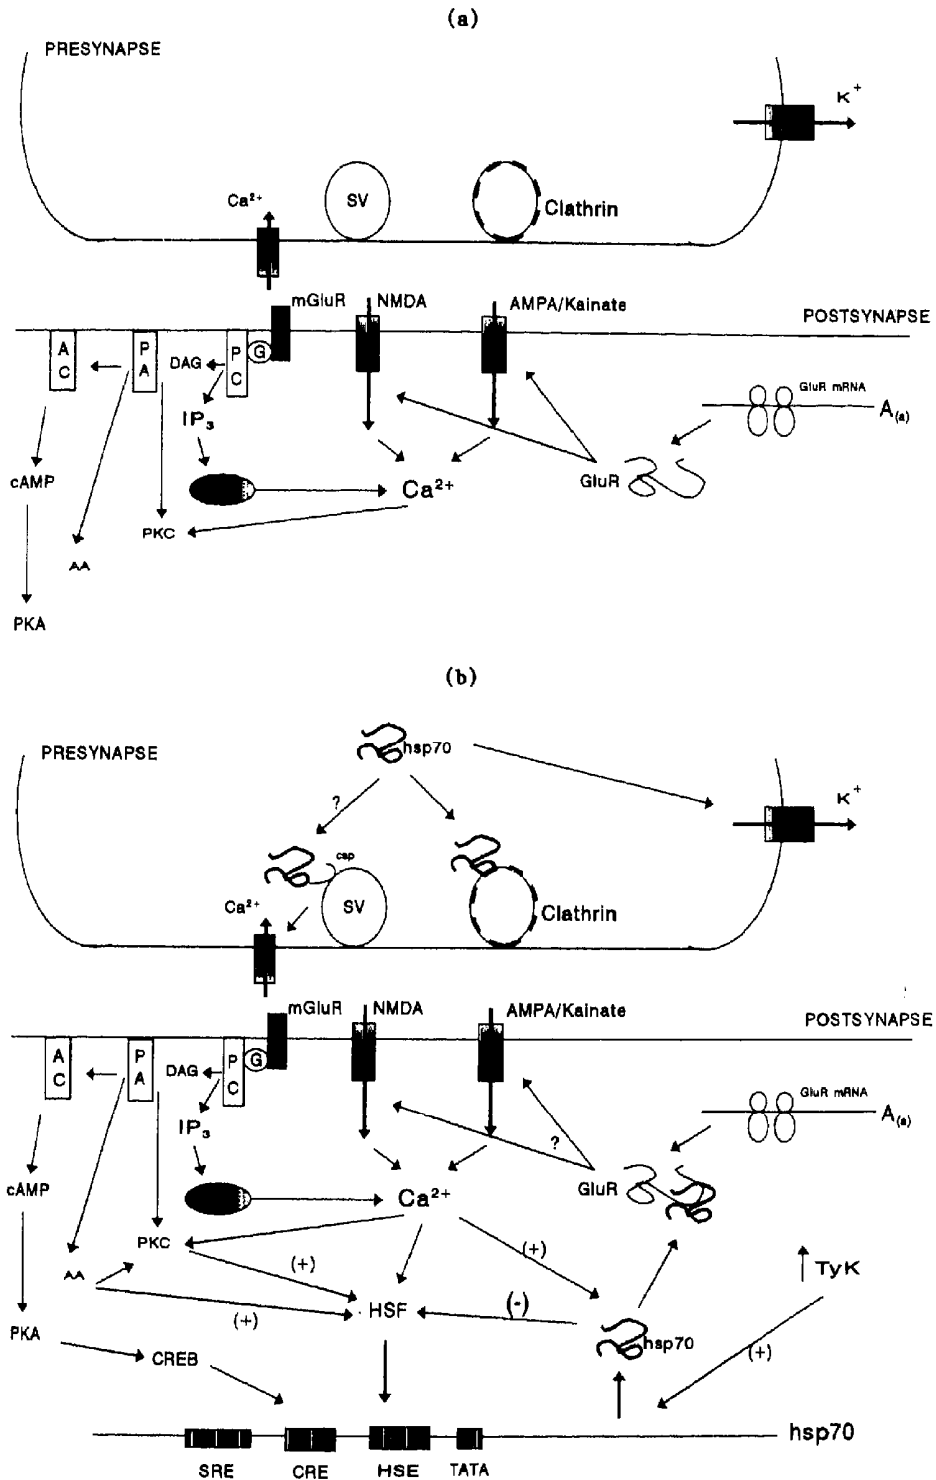 (a)
PRESYNAPSE
K+
Ca2+
SV
Clathrin
mGluR
NMDA
AMPA/Kainate
POSTSYNAPSE
A
C
P
A
DAG
P
C
G
GluR mRNA
A(a)
IP3
cAMP
Ca2+
GluR
PKC
AA
PKA
(b)
PRESYNAPSE
hsp70
K+
?
csp
Ca2+
SV
Clathrin
mGluR
NMDA
AMPA/Kainate
POSTSYNAPSE
A
C
P
A
DAG
P
C
G
GluR mRNA
A(a)
IP3
?
cAMP
Ca2+
GluR
PKC
(+)
(+)
AA
TyK
(+)
HSF
(-)
PKA
hsp70
(+)
CREB
hsp70
SRE
CRE
HSE
TATA